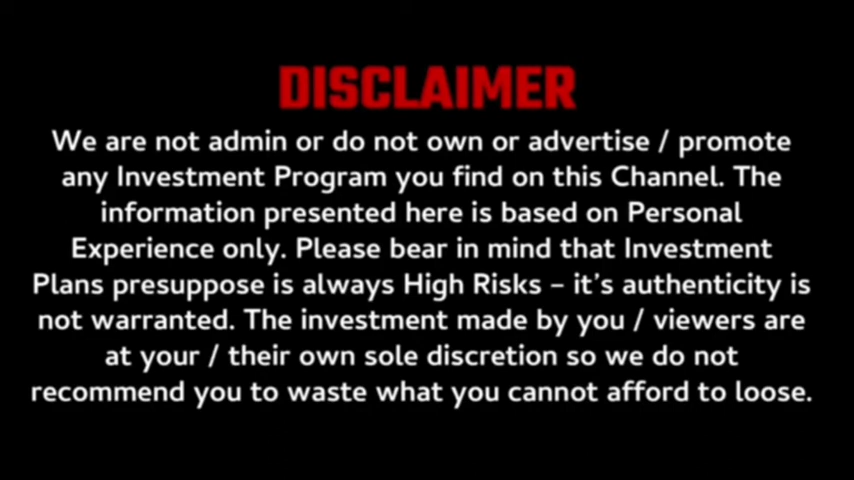 DISCLAIMER
We are not admin or do not own or advertise / promote
any Investment Program you find on this Channel. The
information presented here is based on Personal
Experience only. Please bear in mind that Investment
Plans presuppose is always High Risks – it's authenticity is
not warranted. The investment made by you / viewers are
at your / their own sole discretion so we do not
recommend you to waste what you cannot afford to loose.